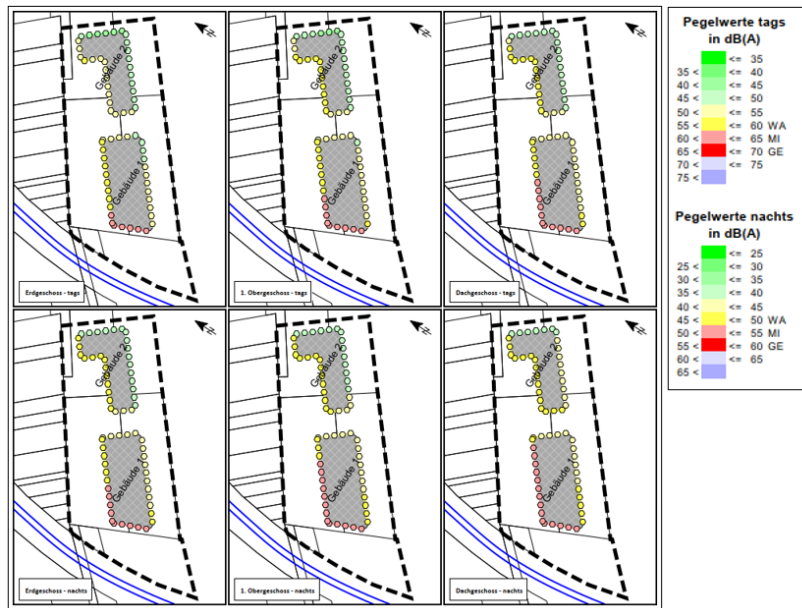 Gebäude 2
Gebäude 1
Erdgeschoss - tags
Gebäude 2
Gebäude 1
1. Obergeschoss - tags
Gebäude 2
Gebäude 1
Dachgeschoss - tags
Gebäude 2
Gebäude 1
Erdgeschoss - nachts
Gebäude 2
Gebäude 1
1. Obergeschoss - nachts
Gebäude 2
Gebäude 1
Dachgeschoss - nachts
Pegelwerte tags
in dB(A)
<= 35
35 < <= 40
40 < <= 45
45 < <= 50
50 < <= 55
55 < <= 60 WA
60 < <= 65 MI
65 < <= 70 GE
70 < <= 75
75 <
Pegelwerte nachts
in dB(A)
<= 25
25 < <= 30
30 < <= 35
35 < <= 40
40 < <= 45
45 < <= 50 WA
50 < <= 55 MI
55 < <= 60 GE
60 < <= 65
65 <